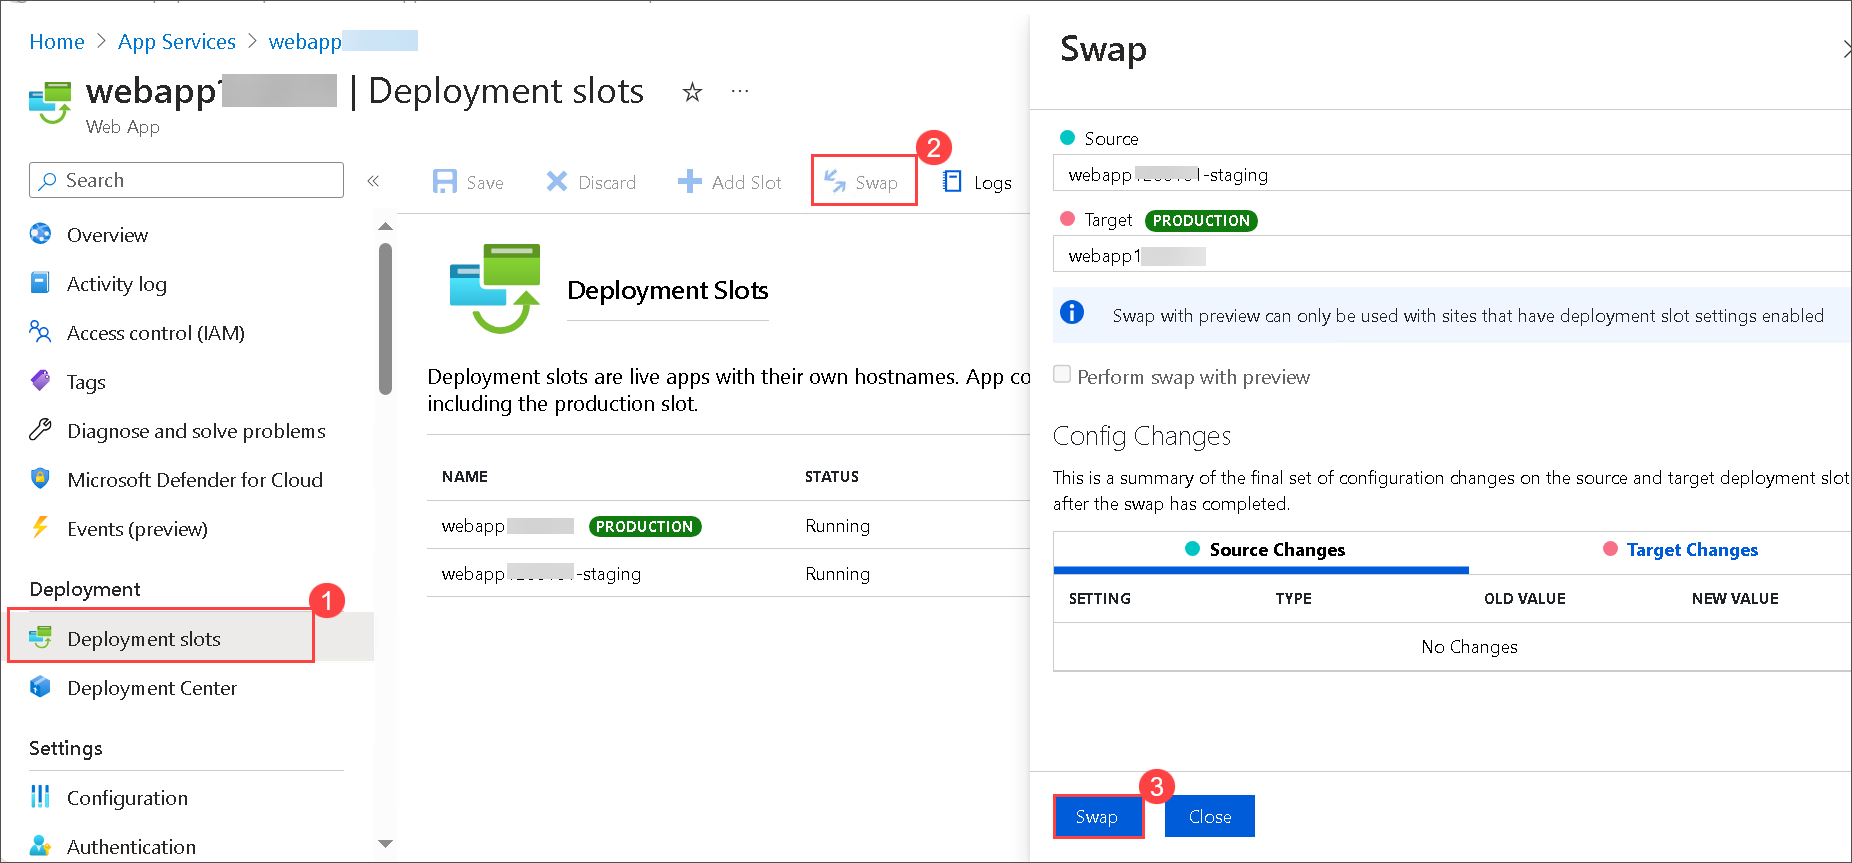 Home > App Services > webapp
webapp | Deployment slots
Web App
Search
Overview
Activity log
Access control (IAM)
Tags
Diagnose and solve problems
Microsoft Defender for Cloud
Events (preview)
Deployment
1
Deployment slots
Deployment Center
Settings
Configuration
Authentication
Save
Discard
Add Slot
Swap
2
Logs
Deployment Slots
Deployment slots are live apps with their own hostnames. App co
including the production slot.
NAME STATUS
webapp PRODUCTION Running
webapp -staging Running
Swap
Source
webapp -staging
Target PRODUCTION
webapp1
Swap with preview can only be used with sites that have deployment slot settings enabled
Perform swap with preview
Config Changes
This is a summary of the final set of configuration changes on the source and target deployment slot
after the swap has completed.
Source Changes Target Changes
SETTING TYPE OLD VALUE NEW VALUE
No Changes
3
Swap Close